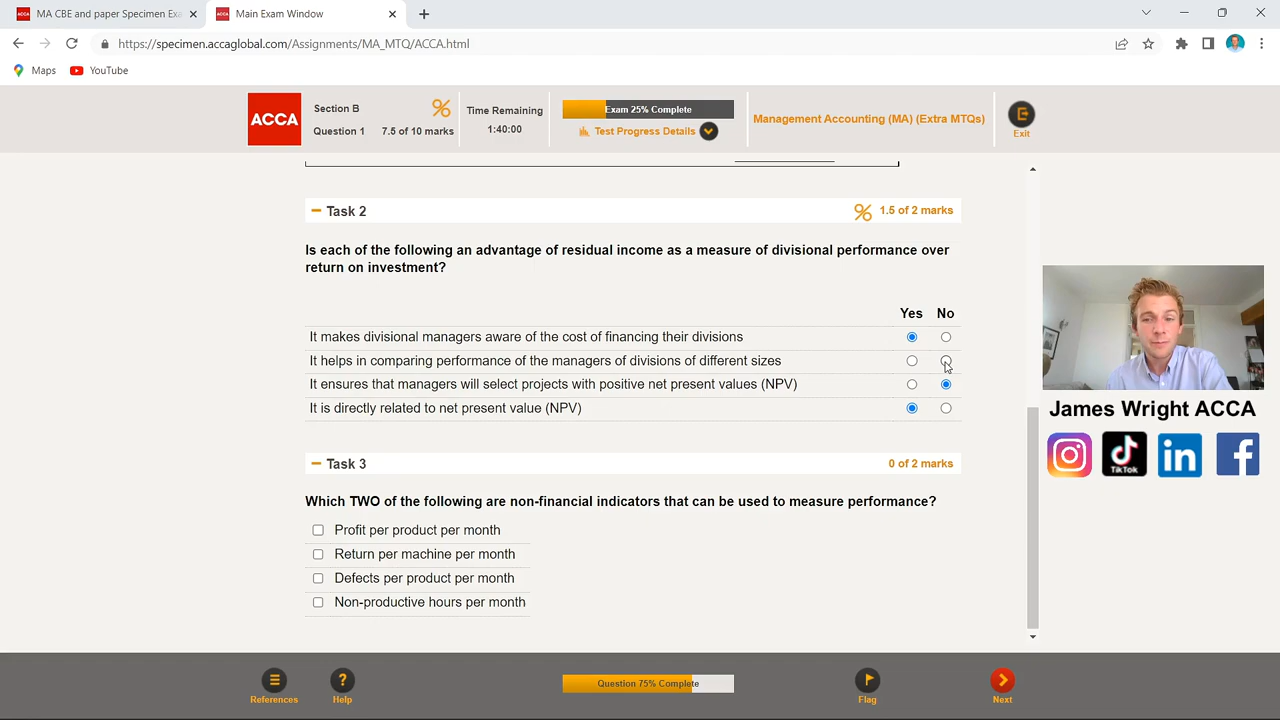 MA CBE and paper Specimen Exa
Main Exam Window
https://specimen.accaglobal.com/Assignments/MA_MTQ/ACCA.html
Maps
YouTube
ACCA
Section B
Question 1
7.5 of 10 marks
Time Remaining
1:40:00
Exam 25% Complete
Test Progress Details
Management Accounting (MA) (Extra MTQs)
Exit
Task 2
1.5 of 2 marks
Is each of the following an advantage of residual income as a measure of divisional performance over
return on investment?
Yes No
It makes divisional managers aware of the cost of financing their divisions
It helps in comparing performance of the managers of divisions of different sizes
It ensures that managers will select projects with positive net present values (NPV)
It is directly related to net present value (NPV)
Task 3
0 of 2 marks
Which TWO of the following are non-financial indicators that can be used to measure performance?
Profit per product per month
Return per machine per month
Defects per product per month
Non-productive hours per month
James Wright ACCA
TikTok
in
References
Help
Question 75% Complete
Flag
Next